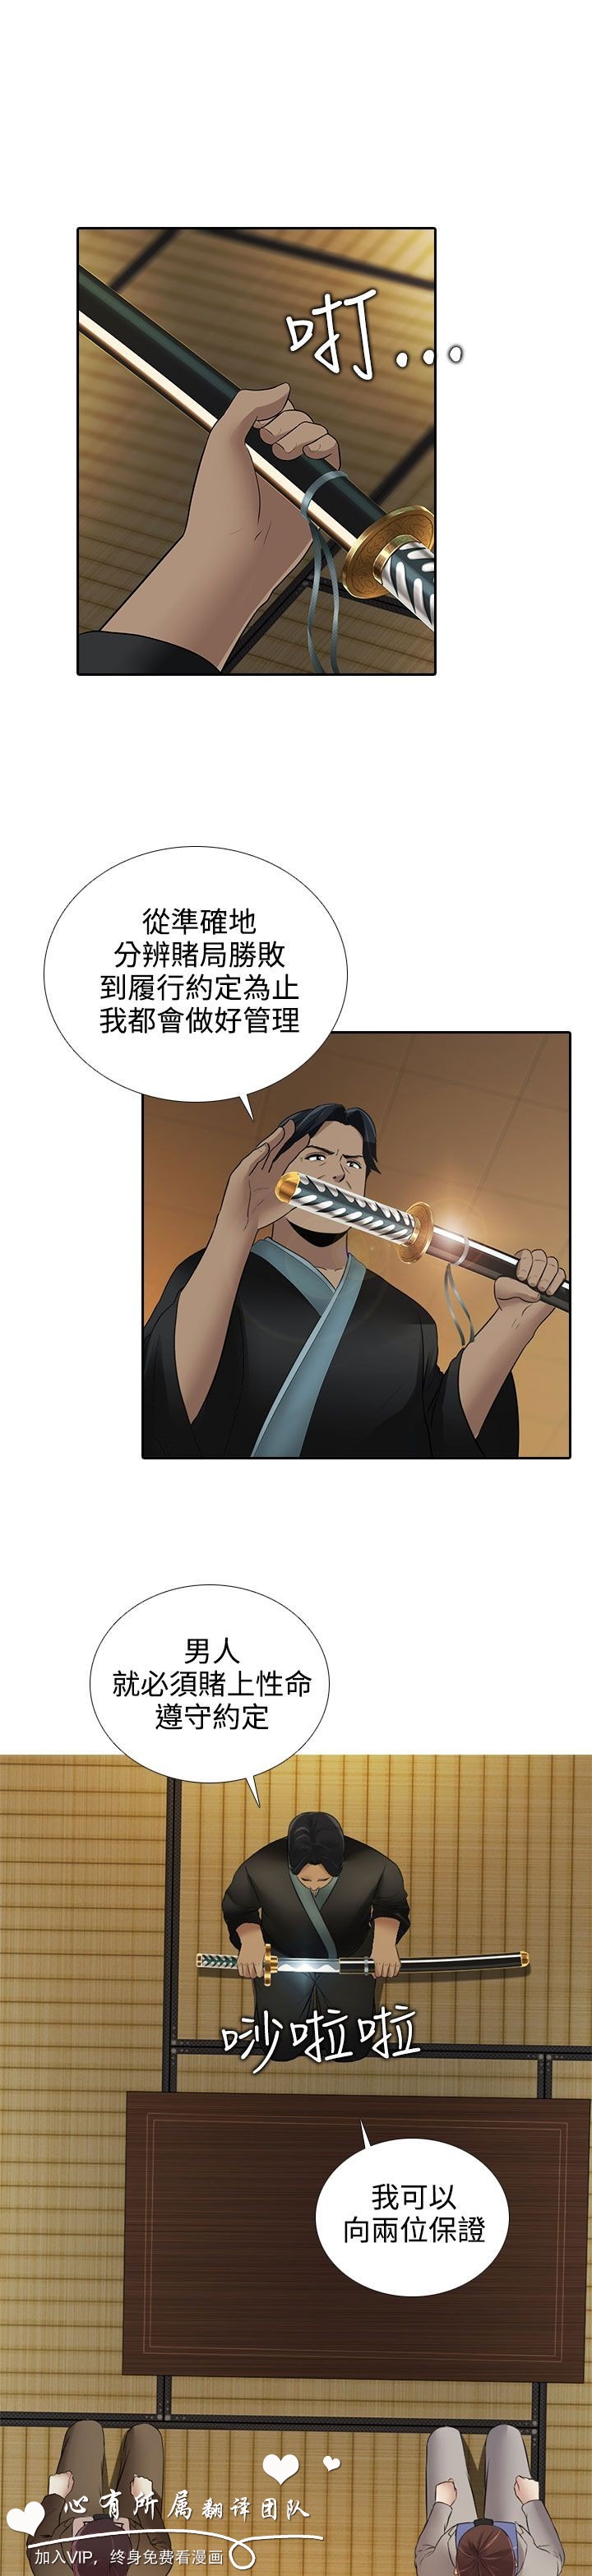 咑...。
從準確地
分辨賭局勝敗
到履行約定為止
我都會做好管理
男人
就必須賭上性命
遵守約定
唦啦啦
我可以
向兩位保證
心有所属翻译团队
加入VIP，终身免费看漫画